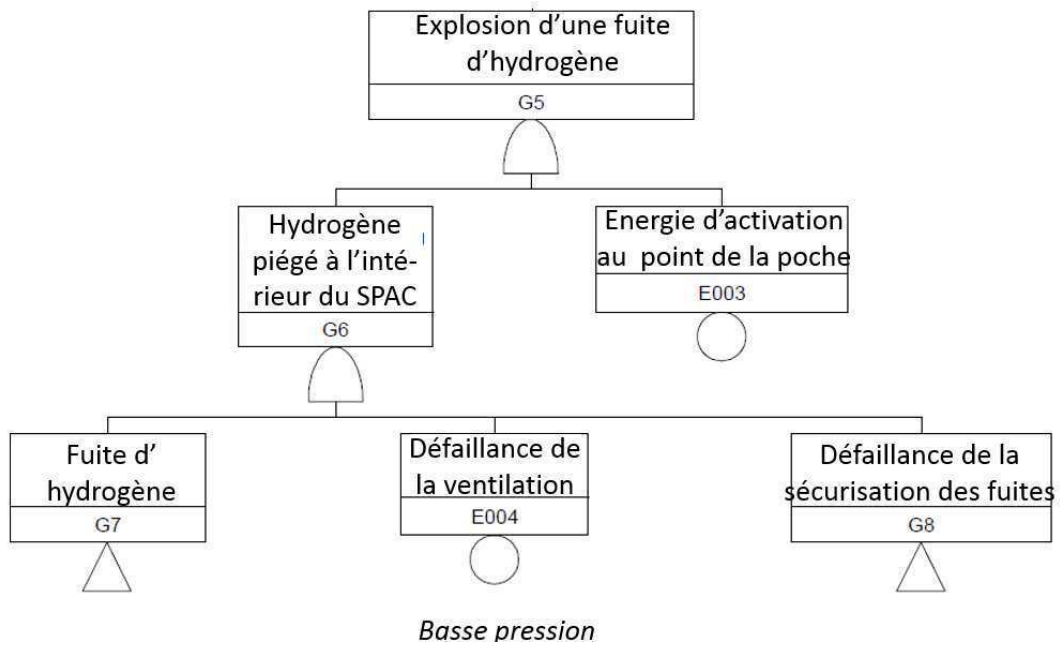 Explosion d'une fuite
d'hydrogène
G5
Hydrogène
piégé à l'inté-
rieur du SPAC
G6
Energie d'activation
au point de la poche
E003
Fuite d'
hydrogène
G7
Défaillance de
la ventilation
E004
Défaillance de la
sécurisation des fuites
G8
Basse pression